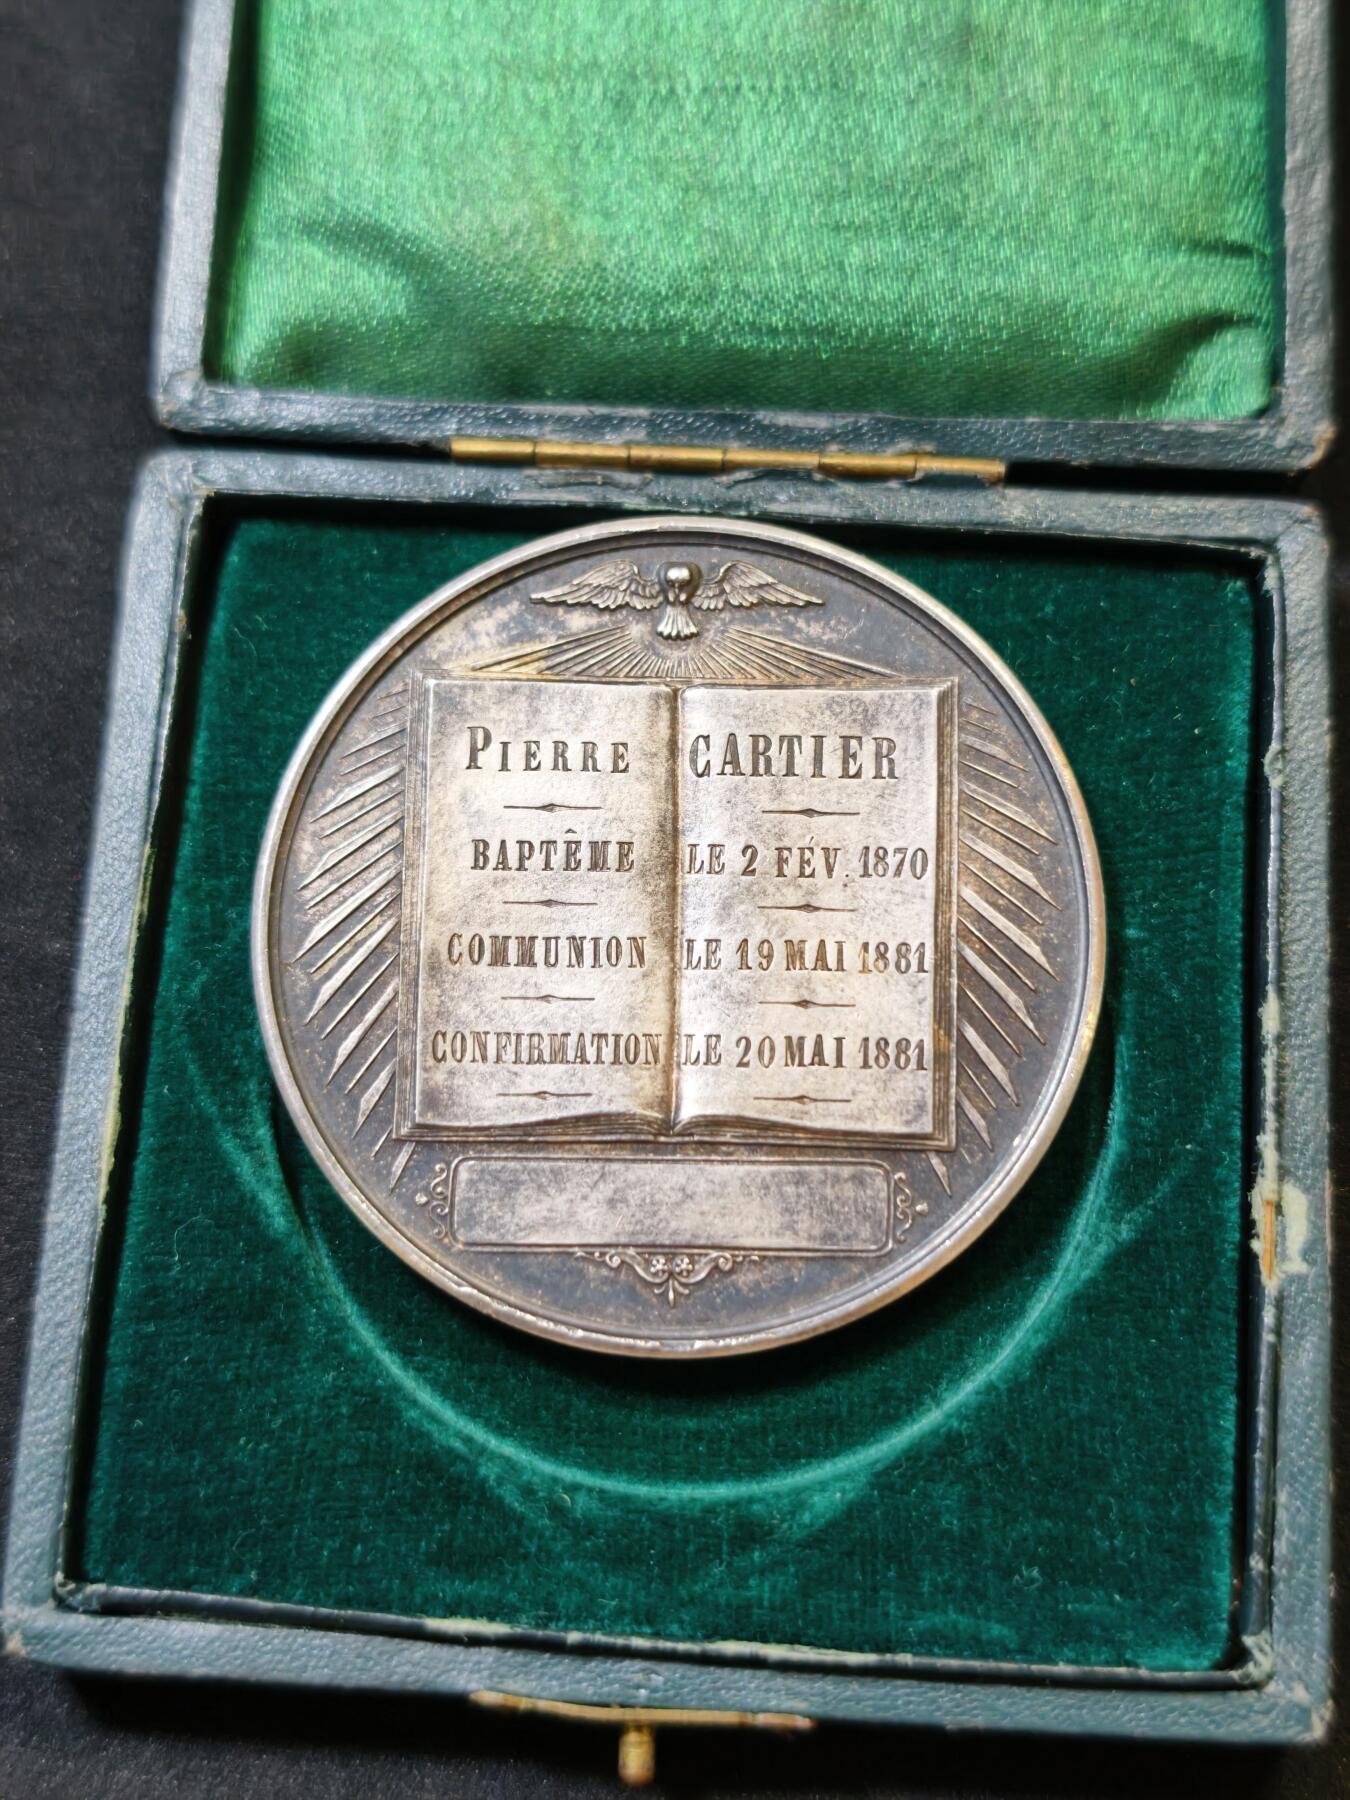 PIERRE CARTIER
BAPTÊME LE 2 FÉV. 1870
COMMUNION LE 19 MAI 1881
CONFIRMATION LE 20 MAI 1881